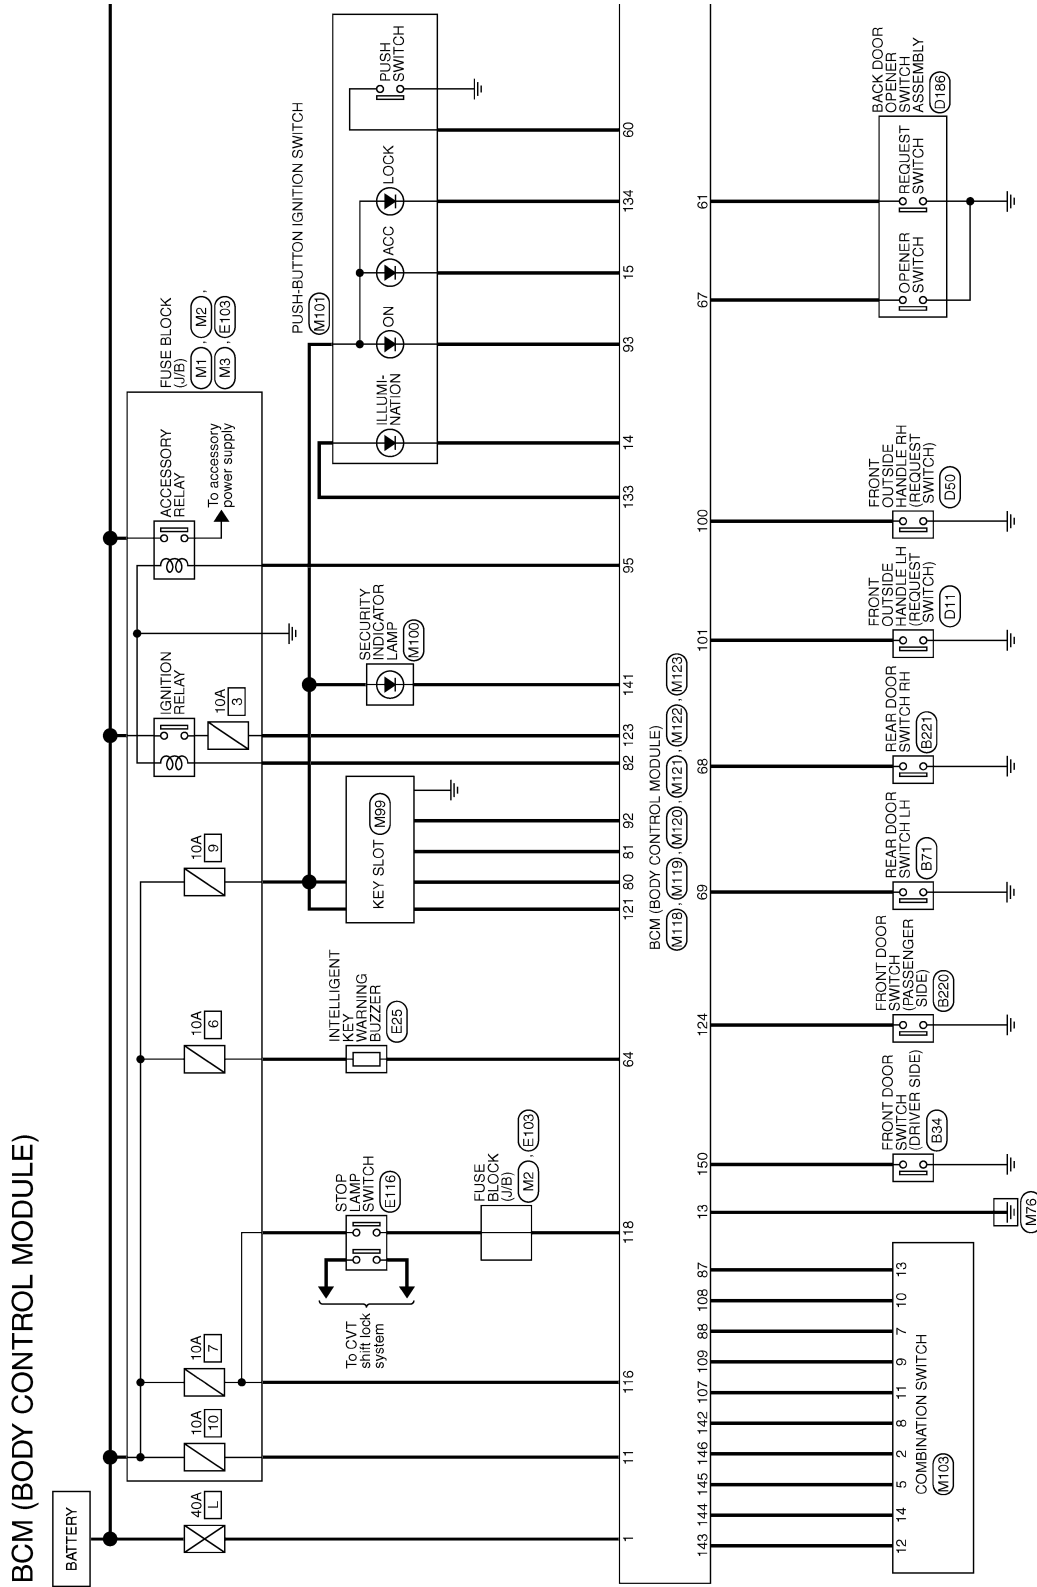 BCM (BODY CONTROL MODULE)
BATTERY
40A
L
10A
10
10A
7
10A
6
10A
9
IGNITION
RELAY
10A
3
ACCESSORY
RELAY
To accessory
power supply
FUSE BLOCK
(J/B)
M1 , M2 ,
M3 , E103
To CVT
shift lock
system
STOP
LAMP
SWITCH
E116
FUSE
BLOCK
(J/B)
M2 , E103
INTELLIGENT
KEY
WARNING
BUZZER
E25
KEY SLOT
M99
SECURITY
INDICATOR
LAMP
M100
PUSH-BUTTON IGNITION SWITCH
M101
ILLUMI-
NATION
ON
ACC
LOCK
PUSH
SWITCH
1
11
116
118
64
121
80
81
92
82
123
141
95
133
14
93
15
134
60
BCM (BODY CONTROL MODULE)
M118 , M119 , M120 , M121 , M122 , M123
143
144
145
146
142
107
109
88
108
87
13
150
124
69
68
101
100
67
61
12
14
5
2
8
11
9
7
10
13
COMBINATION SWITCH
M103
M76
FRONT DOOR
SWITCH
(DRIVER SIDE)
B34
FRONT DOOR
SWITCH
(PASSENGER
SIDE)
B220
REAR DOOR
SWITCH LH
B71
REAR DOOR
SWITCH RH
B221
FRONT
OUTSIDE
HANDLE LH
(REQUEST
SWITCH)
D11
FRONT
OUTSIDE
HANDLE RH
(REQUEST
SWITCH)
D50
OPENER
SWITCH
REQUEST
SWITCH
BACK DOOR
OPENER
SWITCH
ASSEMBLY
D186